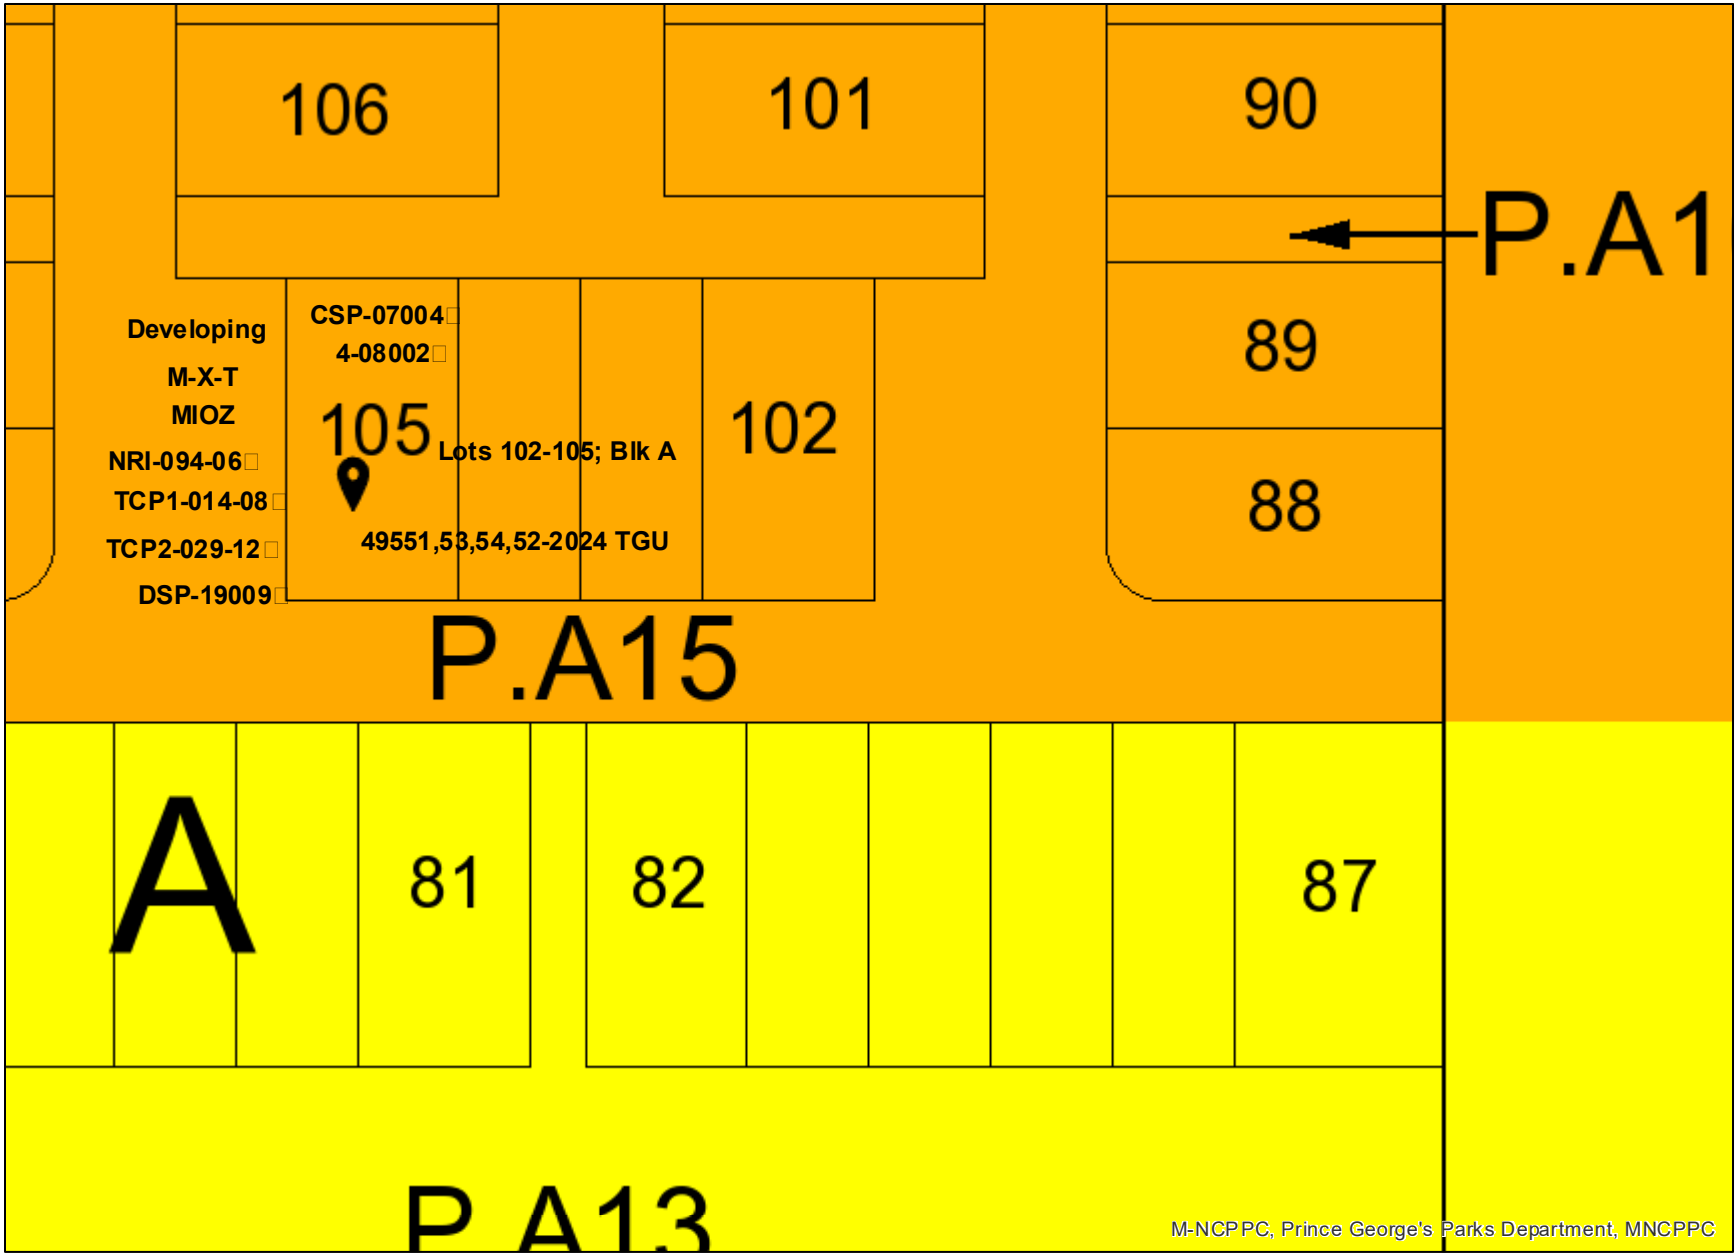 106
101
90
P.A1
89
Developing
CSP-07004
4-08002
M-X-T
MIOZ
105
102
Lots 102-105; Blk A
NRI-094-06
TCP1-014-08
88
49551,53,54,52-2024 TGU
TCP2-029-12
DSP-19009
P.A15
A
81
82
87
P.A13
M-NCPPC, Prince George's Parks Department, MNCPPC